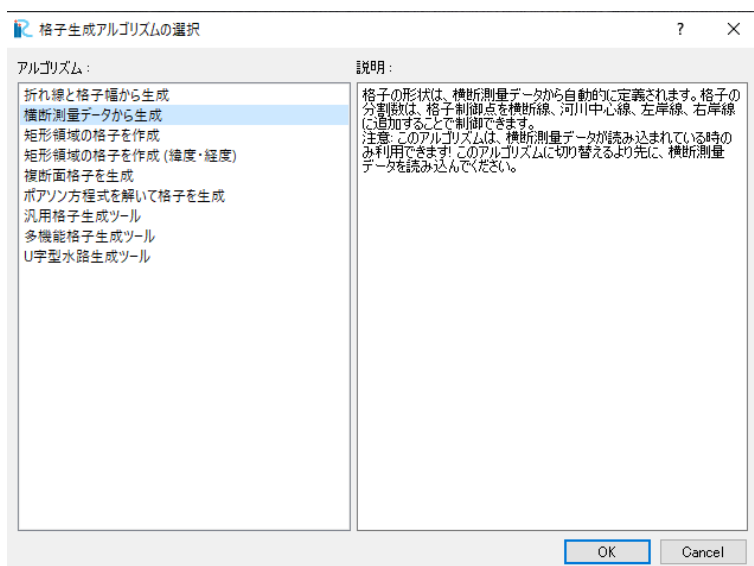 格子生成アルゴリズムの選択
アルゴリズム:
折れ線と格子幅から生成
横断測量データから生成
矩形領域の格子を作成
矩形領域の格子を作成 (緯度・経度)
複断面格子を生成
ポアソン方程式を解いて格子を生成
汎用格子生成ツール
多機能格子生成ツール
U字型水路生成ツール
説明:
格子の形状は、横断測量データから自動的に定義されます。格子の
分割数は、格子制御点を横断線、河川中心線、左岸線、右岸線
に追加することで制御できます。
注意: このアルゴリズムは、横断測量データが読み込まれている時の
み利用できます! このアルゴリズムに切り替えるより先に、横断測量
データを読み込んでください。
OK
Cancel